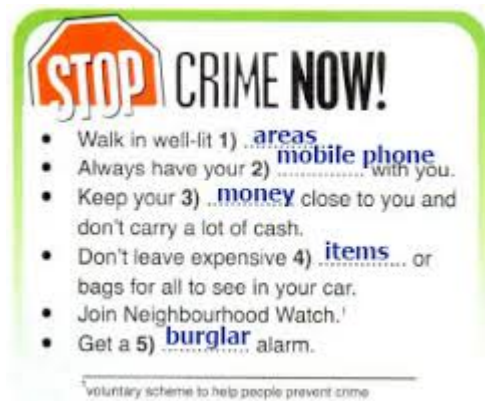 STOP CRIME NOW!
• Walk in well-lit 1) ..areas...
• Always have your 2) mobile phone with you.
• Keep your 3) ..money.. close to you and
don't carry a lot of cash.
• Don't leave expensive 4) .items.... or
bags for all to see in your car.
• Join Neighbourhood Watch.¹
• Get a 5) burglar alarm.
¹voluntary scheme to help people prevent crime